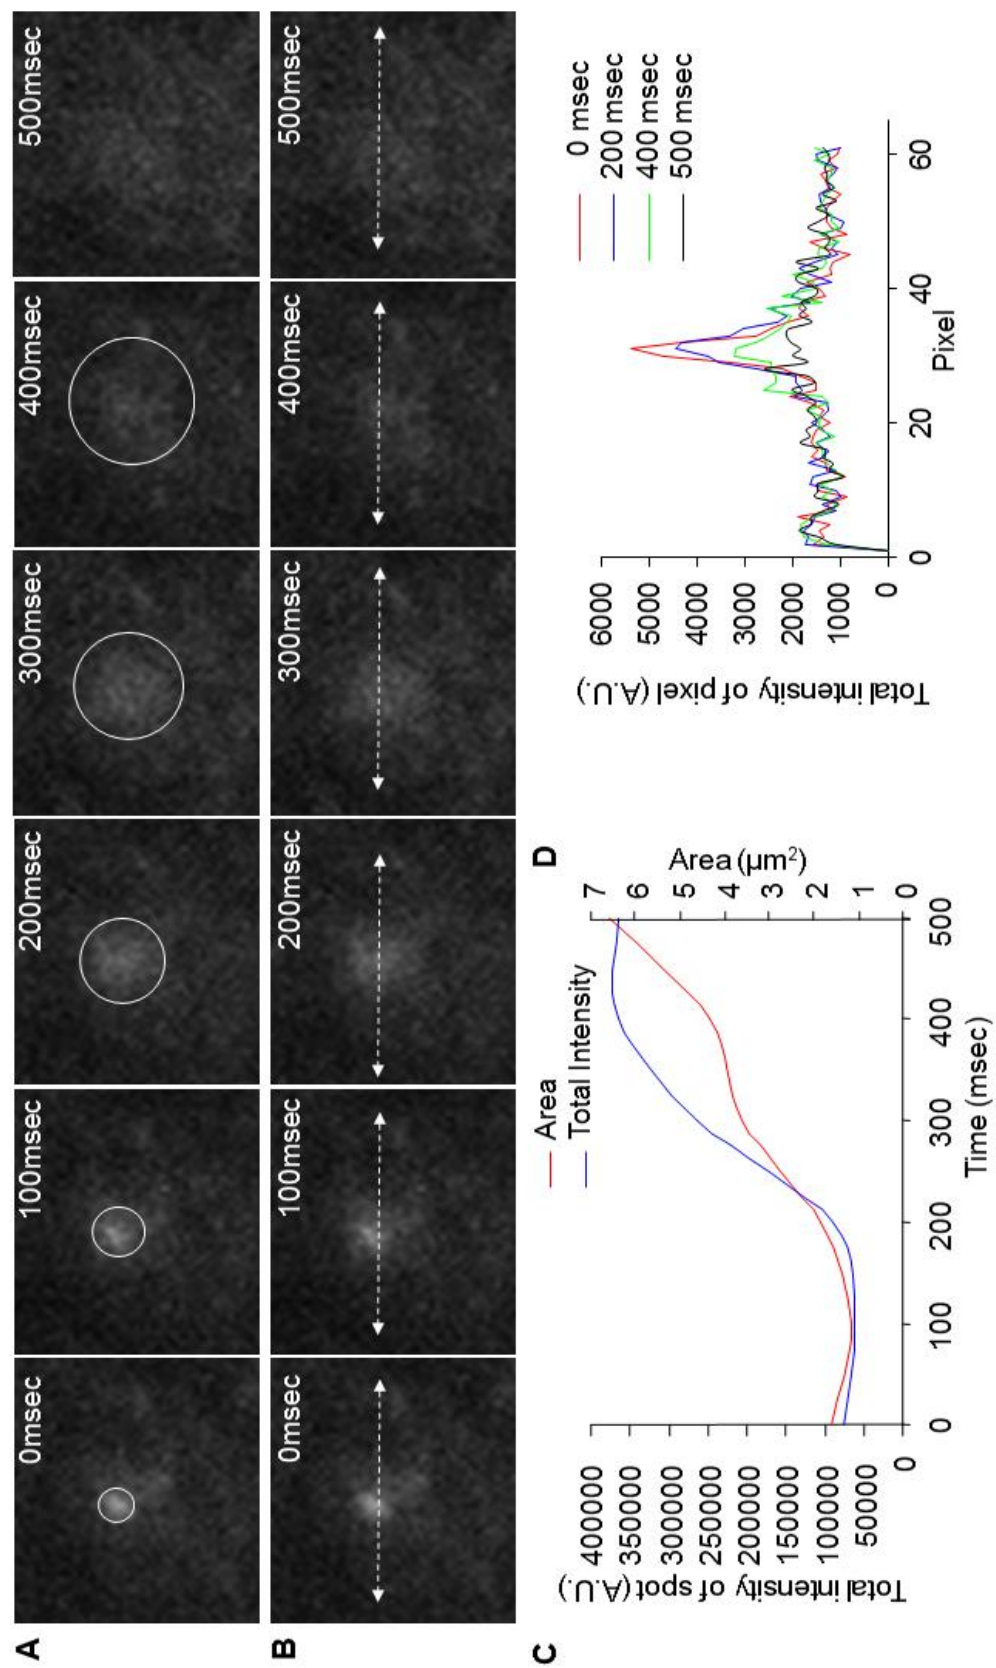 A
0msec
100msec
200msec
300msec
400msec
500msec
B
0msec
100msec
200msec
300msec
400msec
500msec
C
Area
Total Intensity
Total intensity of spot (A.U.)
400000
350000
3000000
250000
2000000
150000
100000
50000
0
0
100
200
300
400
500
Time (msec)
Area (µm²)
7
6
5
4
3
2
1
0
D
0 msec
200 msec
400 msec
500 msec
Total intensity of pixel (A.U.)
6000
5000
4000
3000
2000
1000
0
0
20
40
60
Pixel